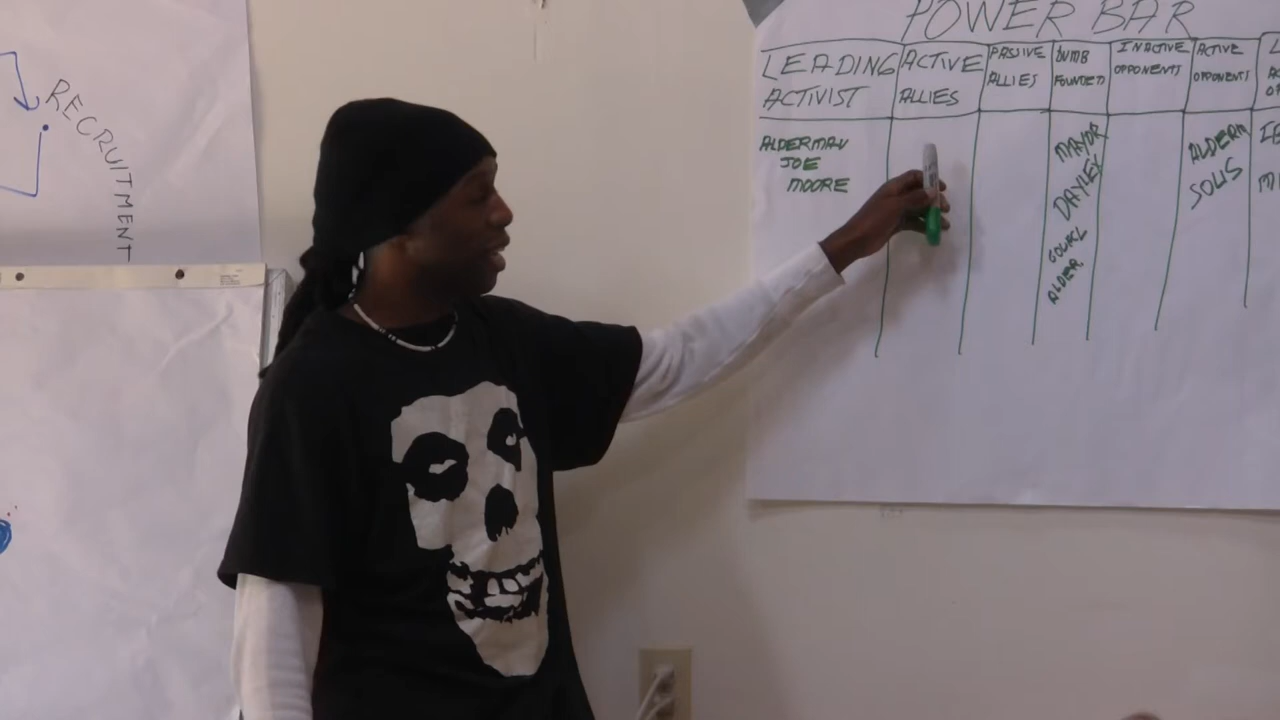 RECRUITMENT
POWER BAR
LEADING
ACTIVIST
ACTIVE
ALLIES
PASSIVE
ALLIES
DUMB
FOUNDED
INACTIVE
OPPONENTS
ACTIVE
OPPONENTS
ALDERMAN
JOE
MOORE
MAYOR
DAYLEY
ALDER
ALDERM
SOLIS